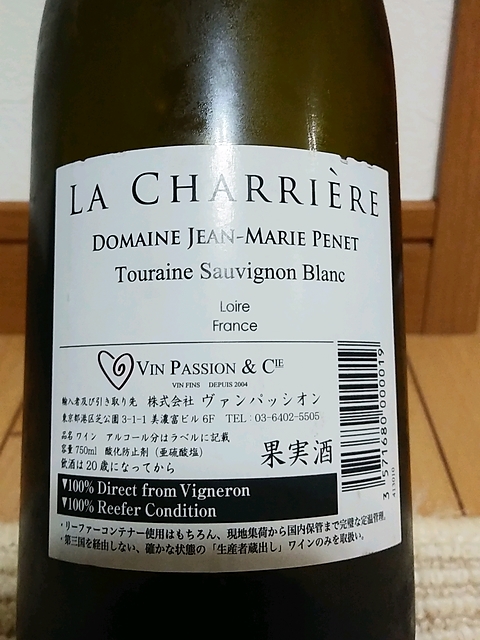 LA CHARRIÈRE
DOMAINE JEAN-MARIE PENET
Touraine Sauvignon Blanc
Loire
France
VIN PASSION & CIE
VIN FINS DEPUIS 2004
輸入者及び引き取り先 株式会社 ヴァンパッシオン
東京都港区芝公園3-1-1 美濃富ビル 6F TEL:03-6402-5505
品名 ワイン アルコール分はラベルに記載
容量 750ml 酸化防止剤(亜硫酸塩)
飲酒は20歳になってから
果実酒
3 571680 000019
▼100% Direct from Vigneron
▼100% Reefer Condition
・リーファーコンテナー使用はもちろん、現地集荷から国内保管まで完璧な定温管理。
・第三国を経由しない、確かな状態の「生産者蔵出し」ワインのみを取扱い。